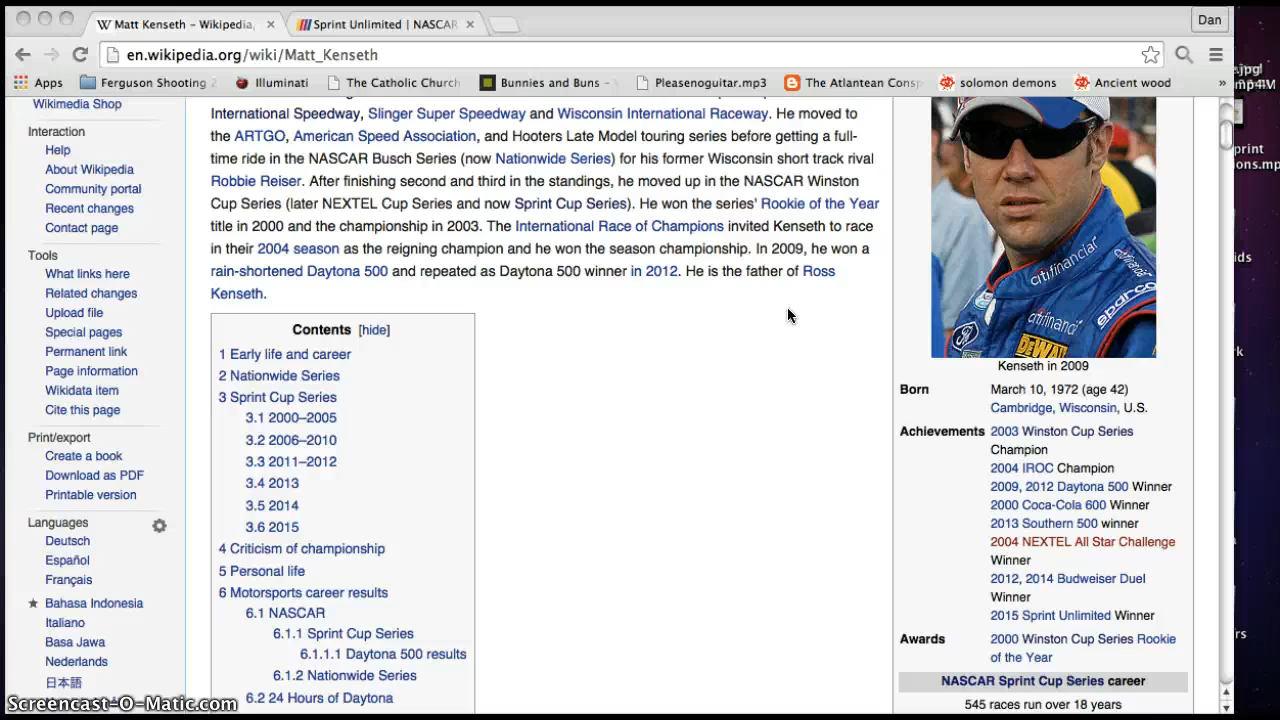 Matt Kenseth – Wikipedia,
Sprint Unlimited | NASCAR
Dan
en.wikipedia.org/wiki/Matt_Kenseth
Apps
Ferguson Shooting
Illuminati
The Catholic Church
Bunnies and Buns -
Pleasenoguitar.mp3
The Atlantean Cons
solomon demons
Ancient wood
»
Wikimedia Shop
Interaction
Help
About Wikipedia
Community portal
Recent changes
Contact page
Tools
What links here
Related changes
Upload file
Special pages
Permanent link
Page information
Wikidata item
Cite this page
Print/export
Create a book
Download as PDF
Printable version
Languages
Deutsch
Español
Français
Bahasa Indonesia
Italiano
Basa Jawa
Nederlands
日本語
International Speedway, Slinger Super Speedway and Wisconsin International Raceway. He moved to
the ARTGO, American Speed Association, and Hooters Late Model touring series before getting a full-
time ride in the NASCAR Busch Series (now Nationwide Series) for his former Wisconsin short track rival
Robbie Reiser. After finishing second and third in the standings, he moved up in the NASCAR Winston
Cup Series (later NEXTEL Cup Series and now Sprint Cup Series). He won the series' Rookie of the Year
title in 2000 and the championship in 2003. The International Race of Champions invited Kenseth to race
in their 2004 season as the reigning champion and he won the season championship. In 2009, he won a
rain-shortened Daytona 500 and repeated as Daytona 500 winner in 2012. He is the father of Ross
Kenseth.
Contents [hide]
1 Early life and career
2 Nationwide Series
3 Sprint Cup Series
3.1 2000–2005
3.2 2006–2010
3.3 2011–2012
3.4 2013
3.5 2014
3.6 2015
4 Criticism of championship
5 Personal life
6 Motorsports career results
6.1 NASCAR
6.1.1 Sprint Cup Series
6.1.1.1 Daytona 500 results
6.1.2 Nationwide Series
6.2 24 Hours of Daytona
citifinancial
citifinancial
sparco
DEWALT
Kenseth in 2009
Born March 10, 1972 (age 42)
Cambridge, Wisconsin, U.S.
Achievements 2003 Winston Cup Series
Champion
2004 IROC Champion
2009, 2012 Daytona 500 Winner
2000 Coca-Cola 600 Winner
2013 Southern 500 winner
2004 NEXTEL All Star Challenge
Winner
2012, 2014 Budweiser Duel
Winner
2015 Sprint Unlimited Winner
Awards 2000 Winston Cup Series Rookie
of the Year
NASCAR Sprint Cup Series career
545 races run over 18 years
Screencast-O-Matic.com